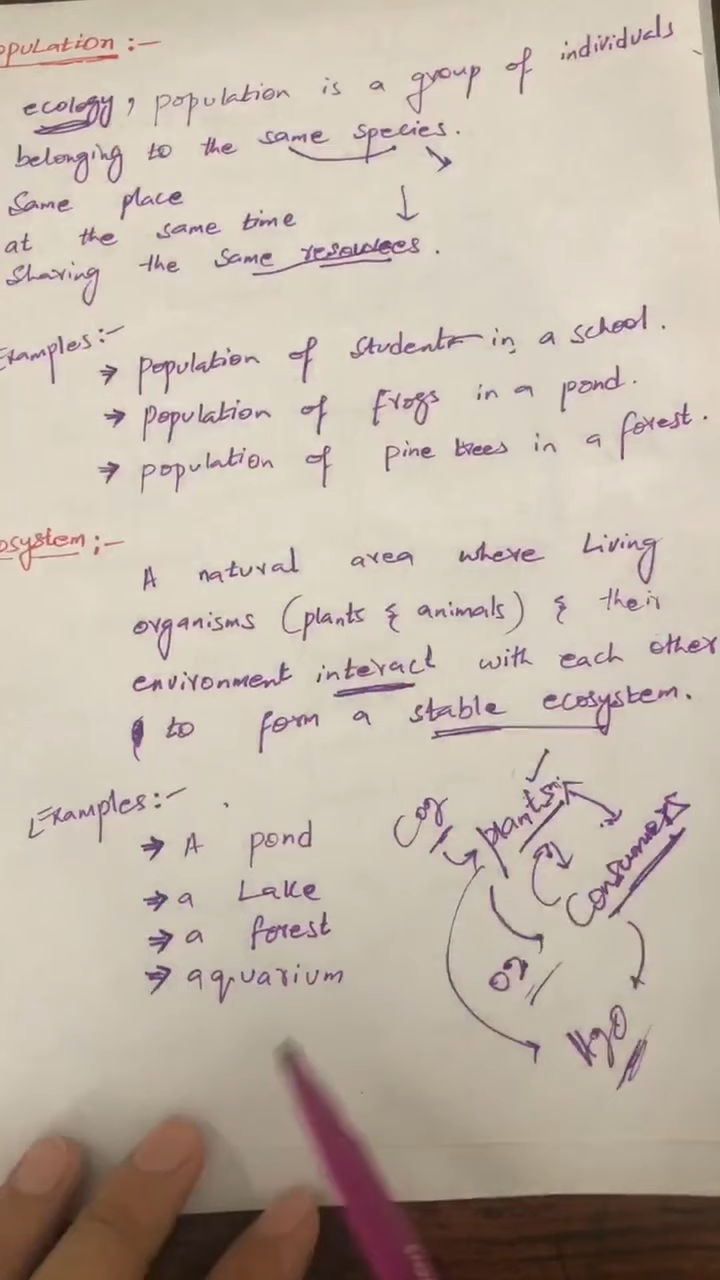 opulation :-
ecology, population is a group of individuals
belonging to the same species.
Same place
at the same time
Sharing the same resources.
Examples:-
⇒ population of students in a school.
⇒ population of frogs in a pond.
⇒ population of pine trees in a forest.
osystem :-
A natural area where Living
organisms (plants & animals) & their
environment interact with each other
to form a stable ecosystem.
Examples:-
⇒ A pond
⇒ a Lake
⇒ a forest
⇒ aquarium
CO2
plants
Consumers
O2
O2
H2O